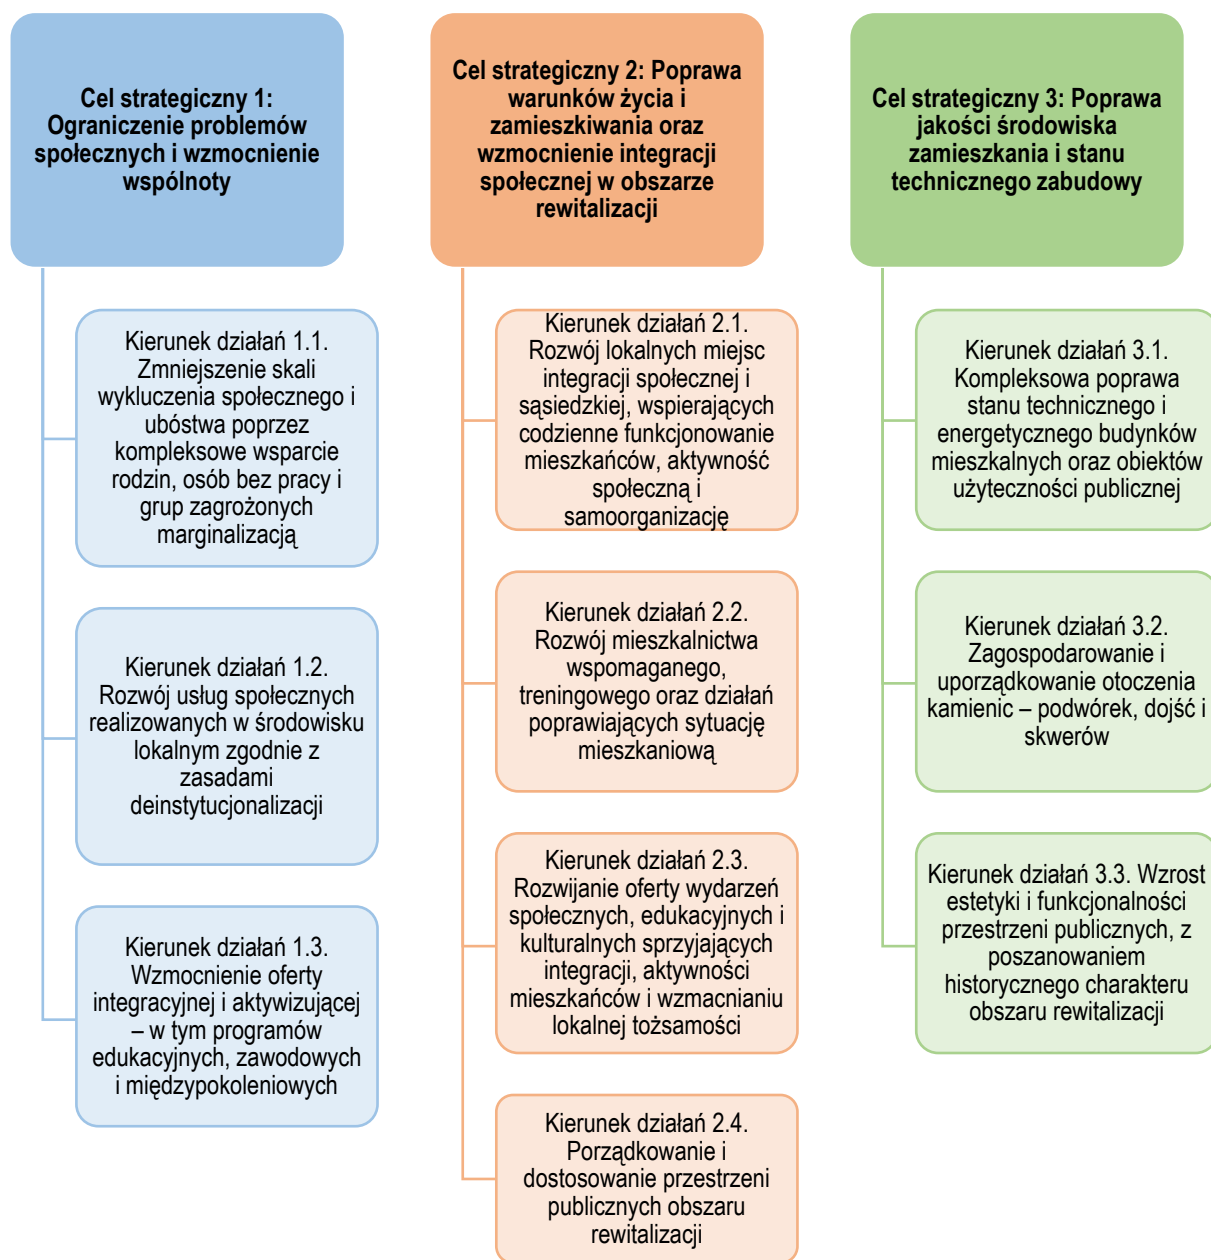 Cel strategiczny 1:
Ograniczenie problemów
społecznych i wzmocnienie
wspólnoty
Kierunek działań 1.1.
Zmniejszenie skali
wykluczenia społecznego i
ubóstwa poprzez
kompleksowe wsparcie
rodzin, osób bez pracy i
grup zagrożonych
marginalizacją
Kierunek działań 1.2.
Rozwój usług społecznych
realizowanych w środowisku
lokalnym zgodnie z
zasadami
deinstytucjonalizacji
Kierunek działań 1.3.
Wzmocnienie oferty
integracyjnej i aktywizującej
– w tym programów
edukacyjnych, zawodowych
i międzypokoleniowych
Cel strategiczny 2: Poprawa
warunków życia i
zamieszkiwania oraz
wzmocnienie integracji
społecznej w obszarze
rewitalizacji
Kierunek działań 2.1.
Rozwój lokalnych miejsc
integracji społecznej i
sąsiedzkiej, wspierających
codzienne funkcjonowanie
mieszkańców, aktywność
społeczną i
samoorganizację
Kierunek działań 2.2.
Rozwój mieszkalnictwa
wspomaganego,
treningowego oraz działań
poprawiających sytuację
mieszkaniową
Kierunek działań 2.3.
Rozwijanie oferty wydarzeń
społecznych, edukacyjnych i
kulturalnych sprzyjających
integracji, aktywności
mieszkańców i wzmacnianiu
lokalnej tożsamości
Kierunek działań 2.4.
Porządkowanie i
dostosowanie przestrzeni
publicznych obszaru
rewitalizacji
Cel strategiczny 3: Poprawa
jakości środowiska
zamieszkania i stanu
technicznego zabudowy
Kierunek działań 3.1.
Kompleksowa poprawa
stanu technicznego i
energetycznego budynków
mieszkalnych oraz obiektów
użyteczności publicznej
Kierunek działań 3.2.
Zagospodarowanie i
uporządkowanie otoczenia
kamienic – podwórek, dojść i
skwerów
Kierunek działań 3.3. Wzrost
estetyki i funkcjonalności
przestrzeni publicznych, z
poszanowaniem
historycznego charakteru
obszaru rewitalizacji